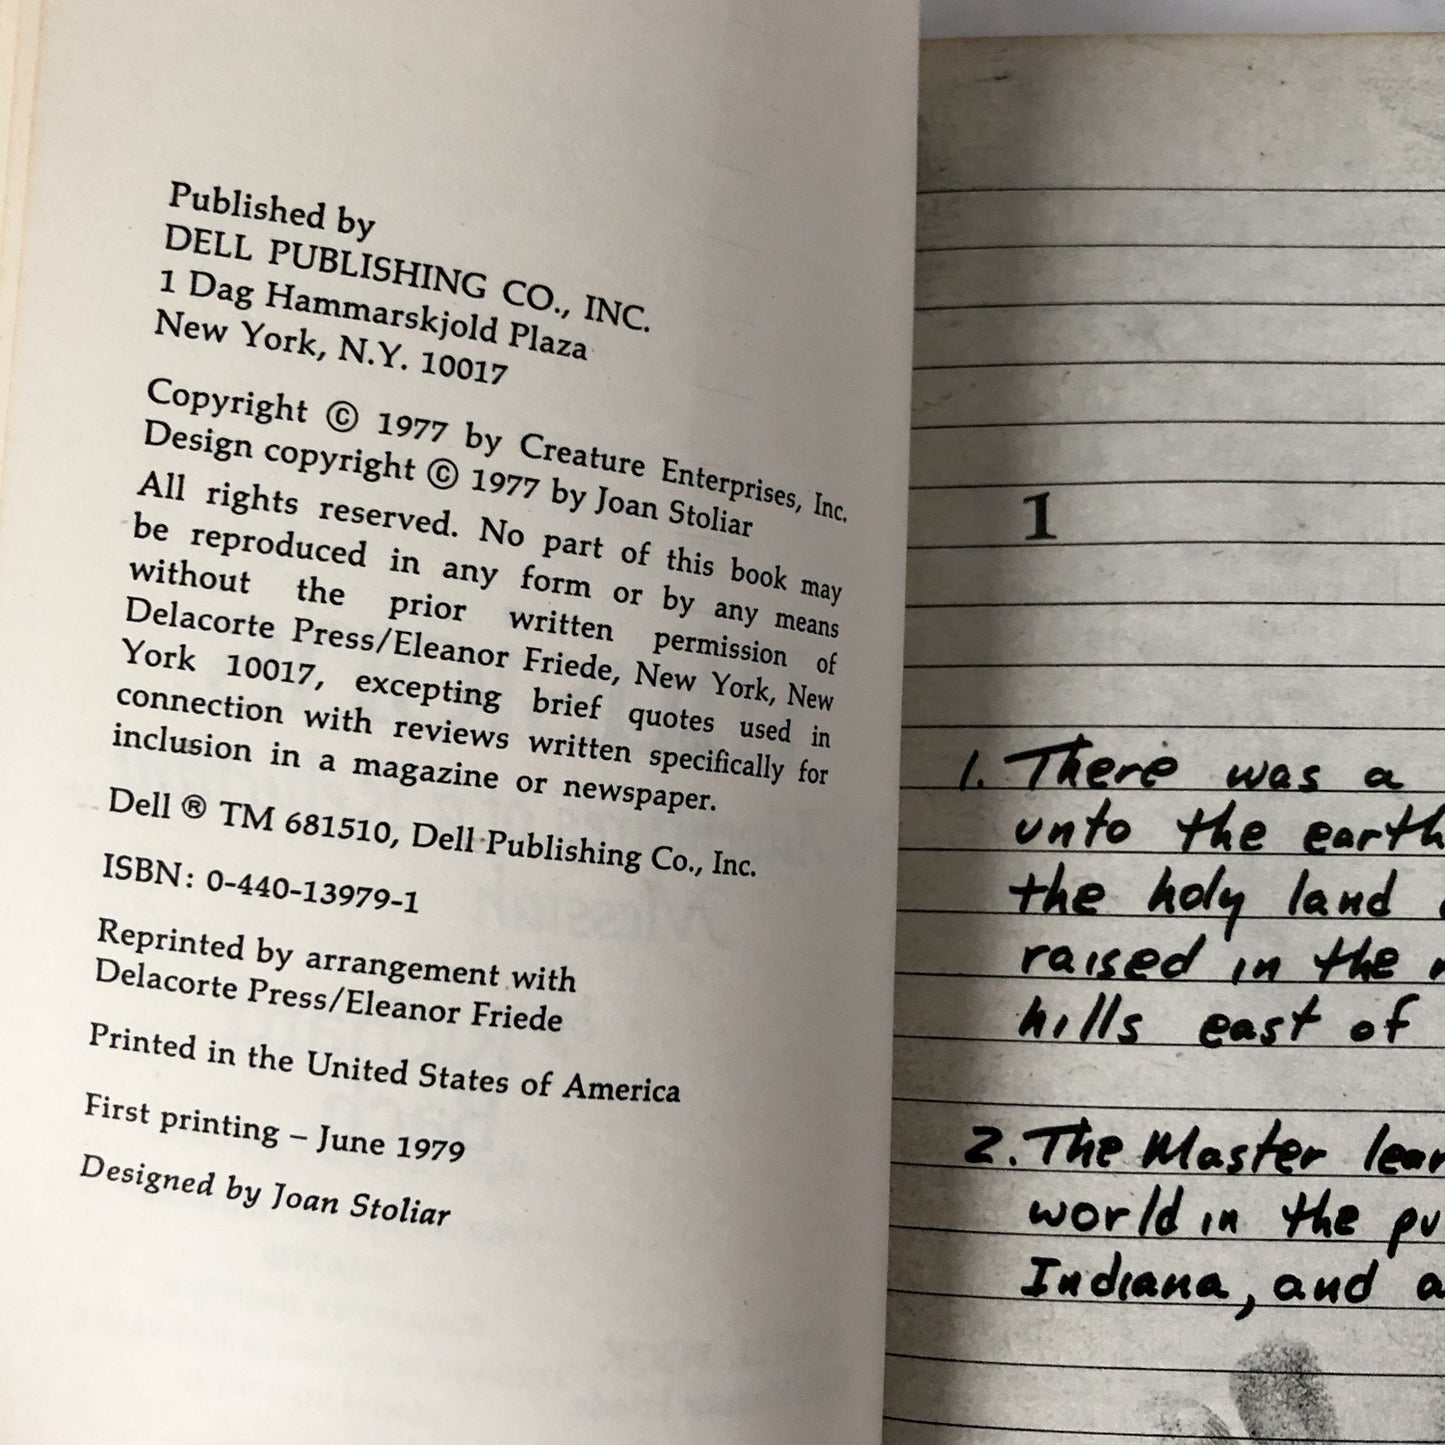 Published by
DELL PUBLISHING CO., INC.
1 Dag Hammarskjold Plaza
New York, N.Y. 10017
Copyright © 1977 by Creature Enterprises, Inc.
Design copyright © 1977 by Joan Stoliar
All rights reserved. No part of this book may
be reproduced in any form or by any means
without the prior written permission of
Delacorte Press/Eleanor Friede, New York, New
York 10017, excepting brief quotes used in
connection with reviews written specifically for
inclusion in a magazine or newspaper.
Dell ® TM 681510, Dell Publishing Co., Inc.
ISBN: 0-440-13979-1
Reprinted by arrangement with
Delacorte Press/Eleanor Friede
Printed in the United States of America
First printing – June 1979
Designed by Joan Stoliar
1
1. There was a
unto the earth
the holy land
raised in the
hills east of
2. The Master lear
world in the pu
Indiana, and a